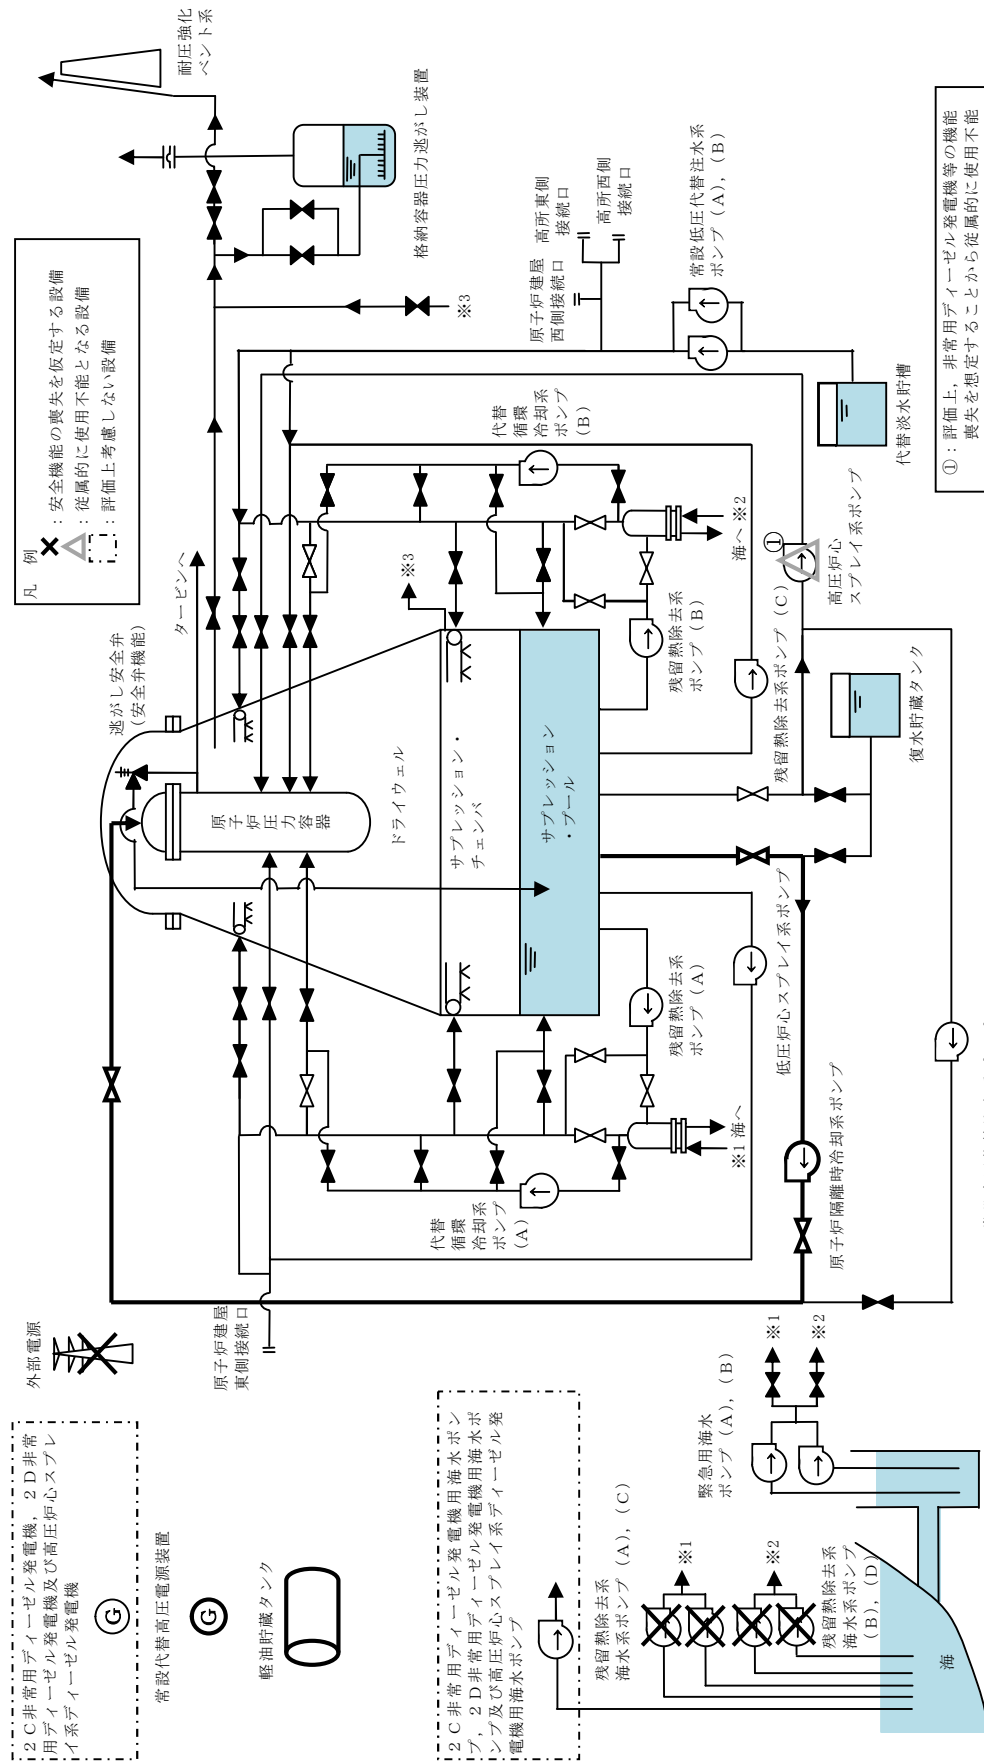 2C非常用ディーゼル発電機，2D非常
用ディーゼル発電機及び高圧炉心スプレ
イ系ディーゼル発電機
G
常設代替高圧電源装置
G
軽油貯蔵タンク
外部電源
凡　例
：安全機能の喪失を仮定する設備
：従属的に使用不能となる設備
：評価上考慮しない設備
耐圧強化
ベント系
格納容器圧力逃がし装置
※3
タービンへ
逃がし安全弁
（安全弁機能）
原子炉圧力容器
ドライウェル
サプレッション・
チェンバ
サプレッション
・プール
※3
原子炉建屋
東側接続口
原子炉建屋
西側接続口
高所東側
接続口
高所西側
接続口
常設低圧代替注水系
ポンプ（A），（B）
代替淡水貯槽
代替
循環
冷却系
ポンプ
（A）
代替
循環
冷却系
ポンプ
（B）
※1 海へ
海へ ※2
残留熱除去系
ポンプ（A）
残留熱除去系
ポンプ（B）
低圧炉心スプレイ系ポンプ
残留熱除去系ポンプ（C）
①
高圧炉心
スプレイ系ポンプ
原子炉隔離時冷却系ポンプ
復水貯蔵タンク
2C非常用ディーゼル発電機用海水ポン
プ，2D非常用ディーゼル発電機用海水ポ
ンプ及び高圧炉心スプレイ系ディーゼル発
電機用海水ポンプ
残留熱除去系
海水系ポンプ（A），（C）
※1
※2
残留熱除去系
海水系ポンプ
（B），（D）
緊急用海水
ポンプ（A），（B）
※1
※2
海
①：評価上，非常用ディーゼル発電機等の機能
喪失を想定することから従属的に使用不能